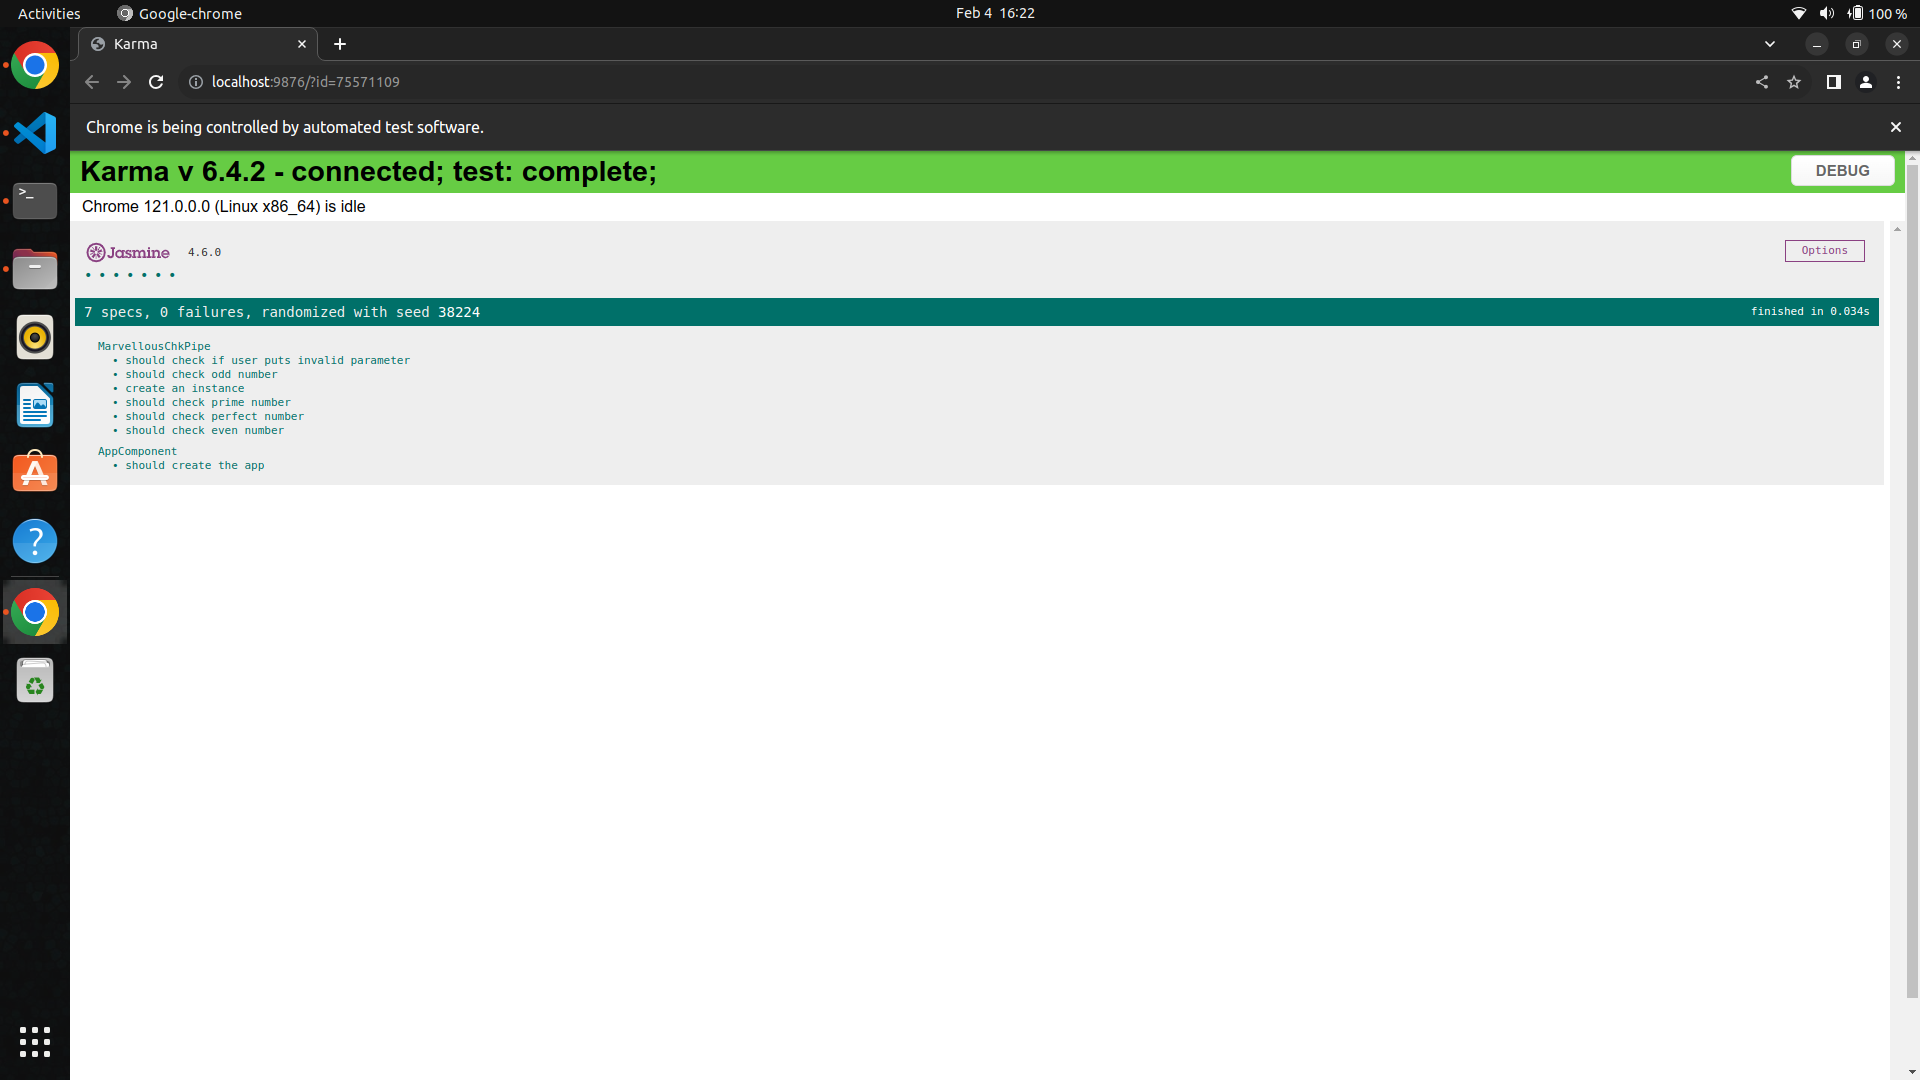 Activities
Google-chrome
Feb 4 16:22
100 %
Karma
localhost:9876/?id=75571109
Chrome is being controlled by automated test software.
Karma v 6.4.2 - connected; test: complete;
DEBUG
Chrome 121.0.0.0 (Linux x86_64) is idle
Jasmine 4.6.0
Options
• • • • • • •
7 specs, 0 failures, randomized with seed 38224
finished in 0.034s
MarvellousChkPipe
• should check if user puts invalid parameter
• should check odd number
• create an instance
• should check prime number
• should check perfect number
• should check even number
AppComponent
• should create the app